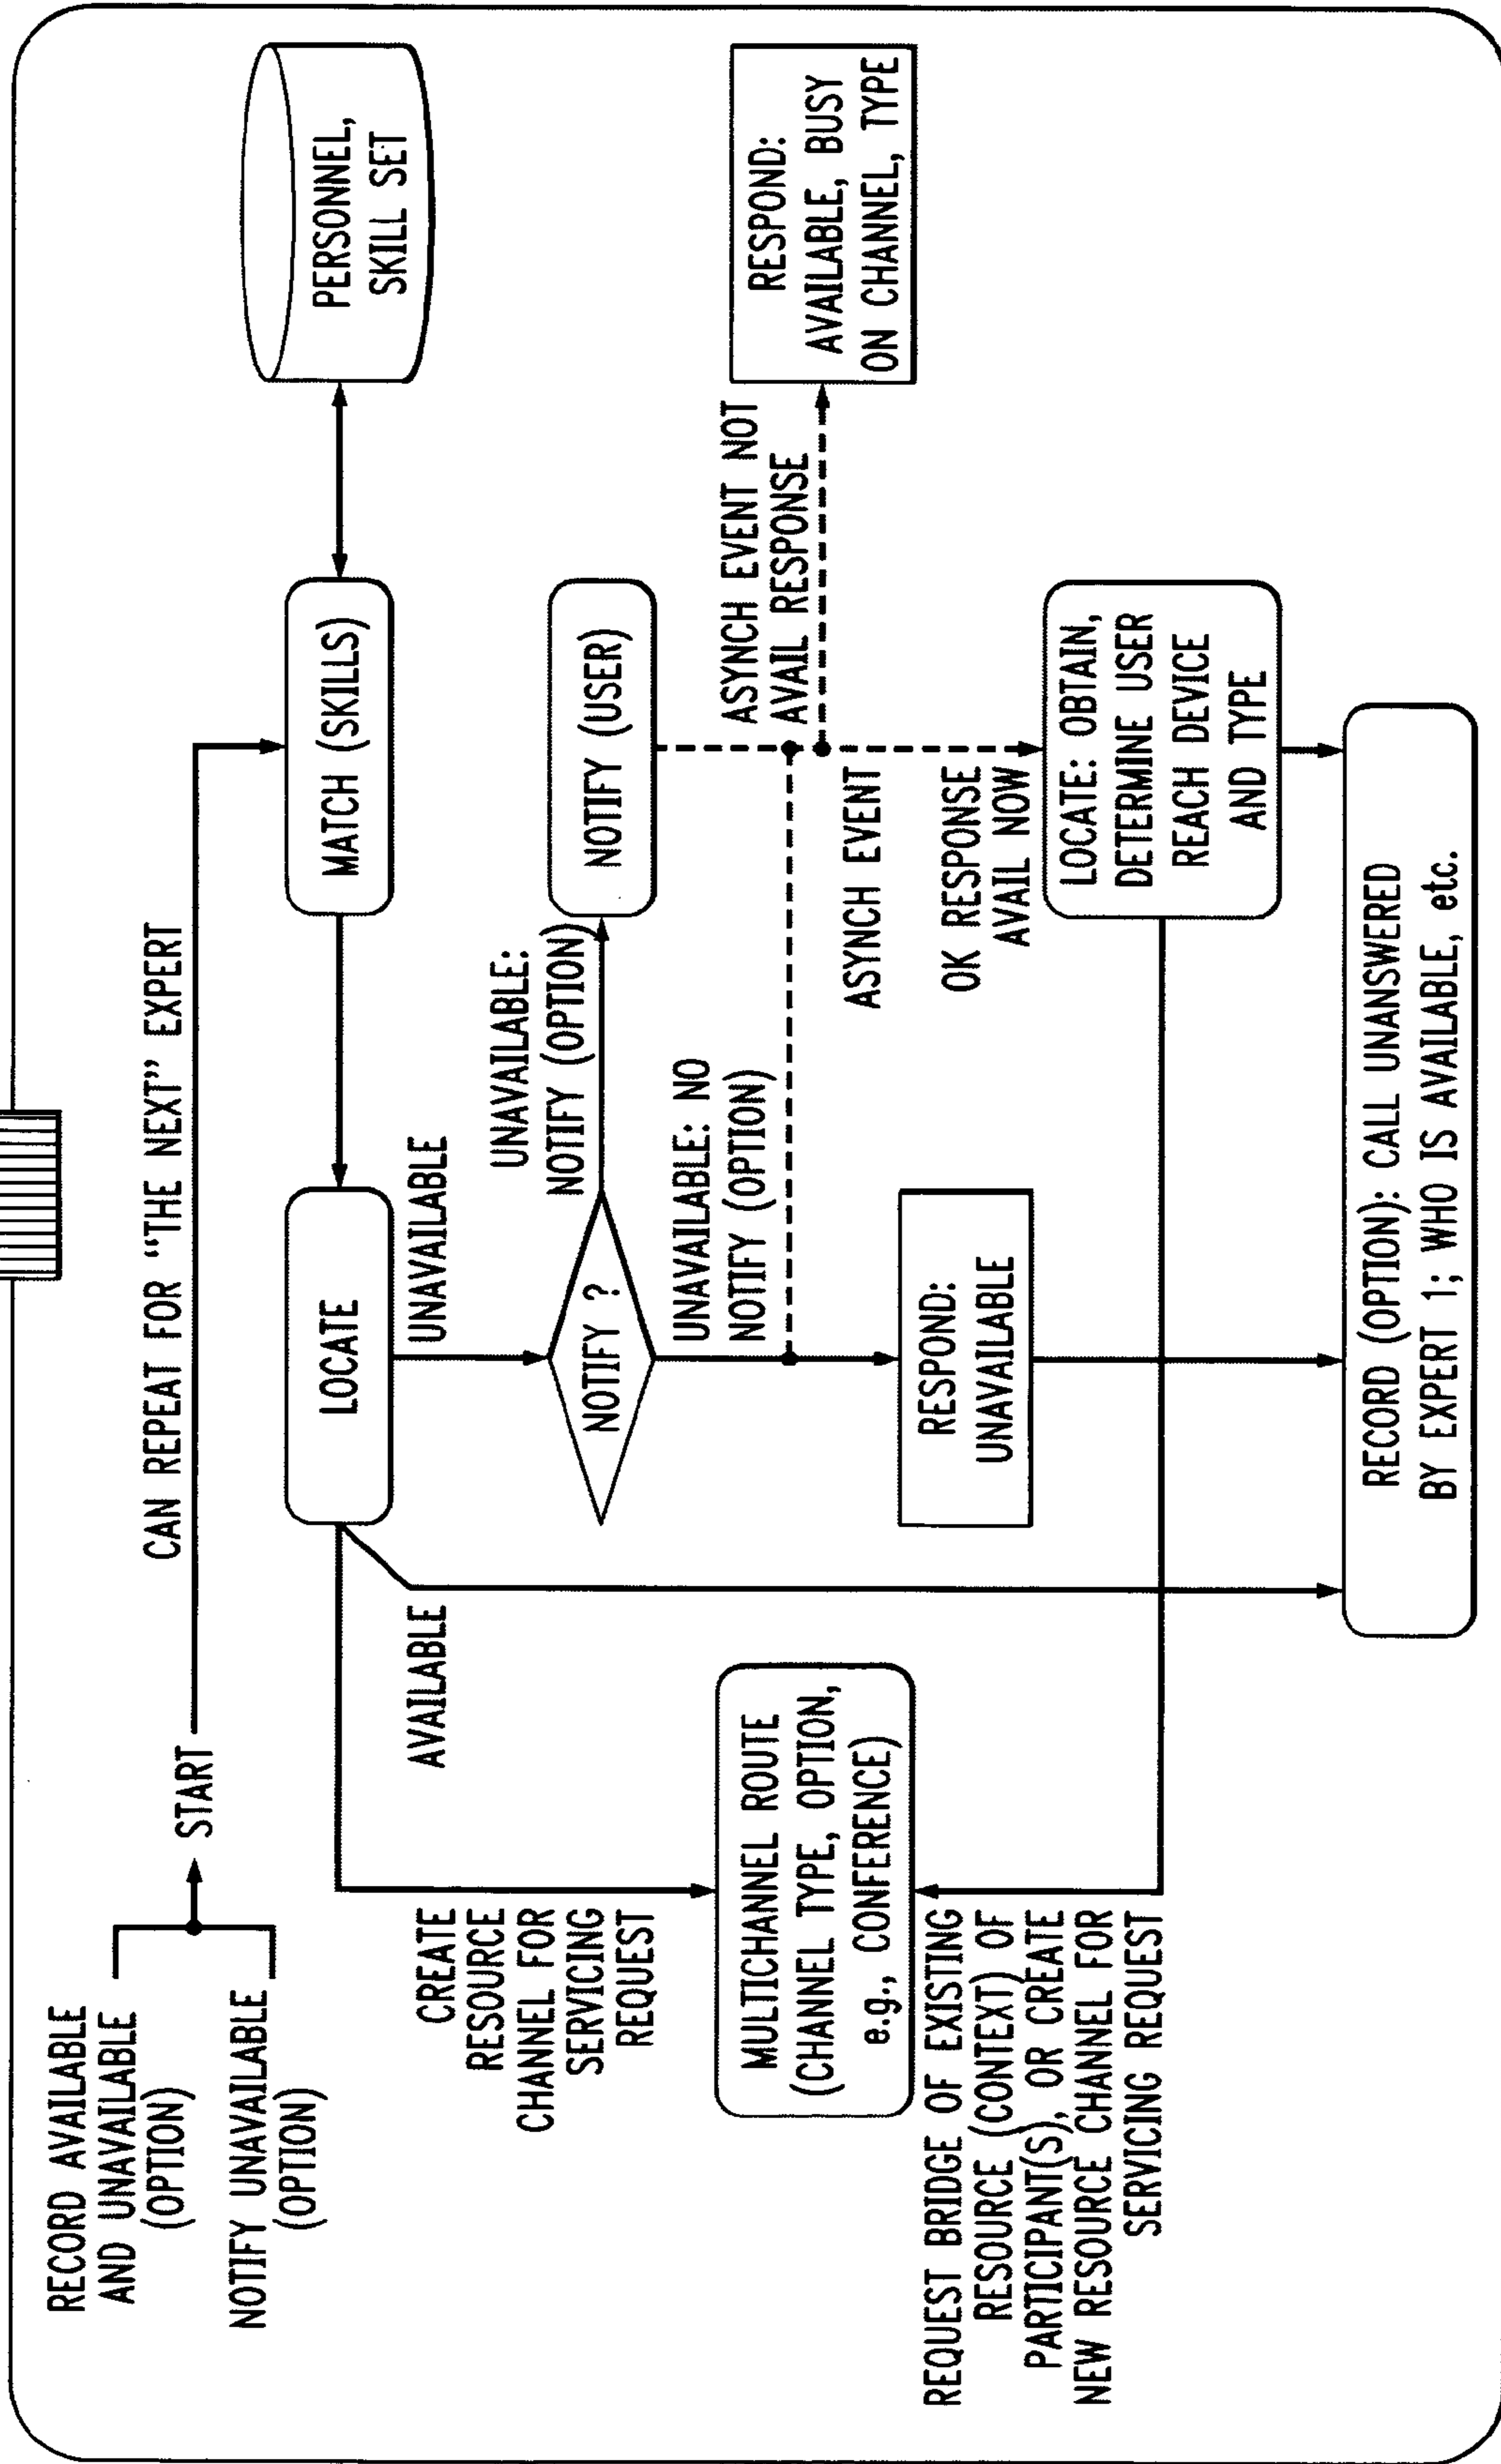 RECORD AVAILABLE
AND UNAVAILABLE
(OPTION)
NOTIFY UNAVAILABLE
(OPTION)
START
CAN REPEAT FOR “THE NEXT” EXPERT
LOCATE
MATCH (SKILLS)
PERSONNEL,
SKILL SET
AVAILABLE
UNAVAILABLE
CREATE
RESOURCE
CHANNEL FOR
SERVICING
REQUEST
NOTIFY ?
UNAVAILABLE:
NOTIFY (OPTION)
NOTIFY (USER)
UNAVAILABLE: NO
NOTIFY (OPTION)
ASYNCH EVENT NOT
AVAIL RESPONSE
RESPOND:
AVAILABLE, BUSY
ON CHANNEL, TYPE
MULTICHANNEL ROUTE
(CHANNEL TYPE, OPTION,
e.g., CONFERENCE)
ASYNCH EVENT
OK RESPONSE
AVAIL NOW
RESPOND:
UNAVAILABLE
REQUEST BRIDGE OF EXISTING
RESOURCE (CONTEXT) OF
PARTICIPANT(S), OR CREATE
NEW RESOURCE CHANNEL FOR
SERVICING REQUEST
LOCATE: OBTAIN,
DETERMINE USER
REACH DEVICE
AND TYPE
RECORD (OPTION): CALL UNANSWERED
BY EXPERT 1; WHO IS AVAILABLE, etc.